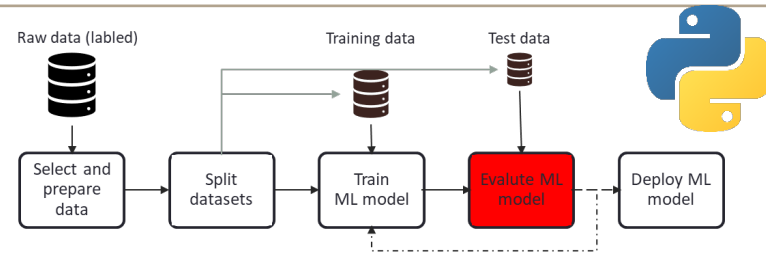 Raw data (labled)
Training data
Test data
Select and
prepare
data
Split
datasets
Train
ML model
Evalute ML
model
Deploy ML
model